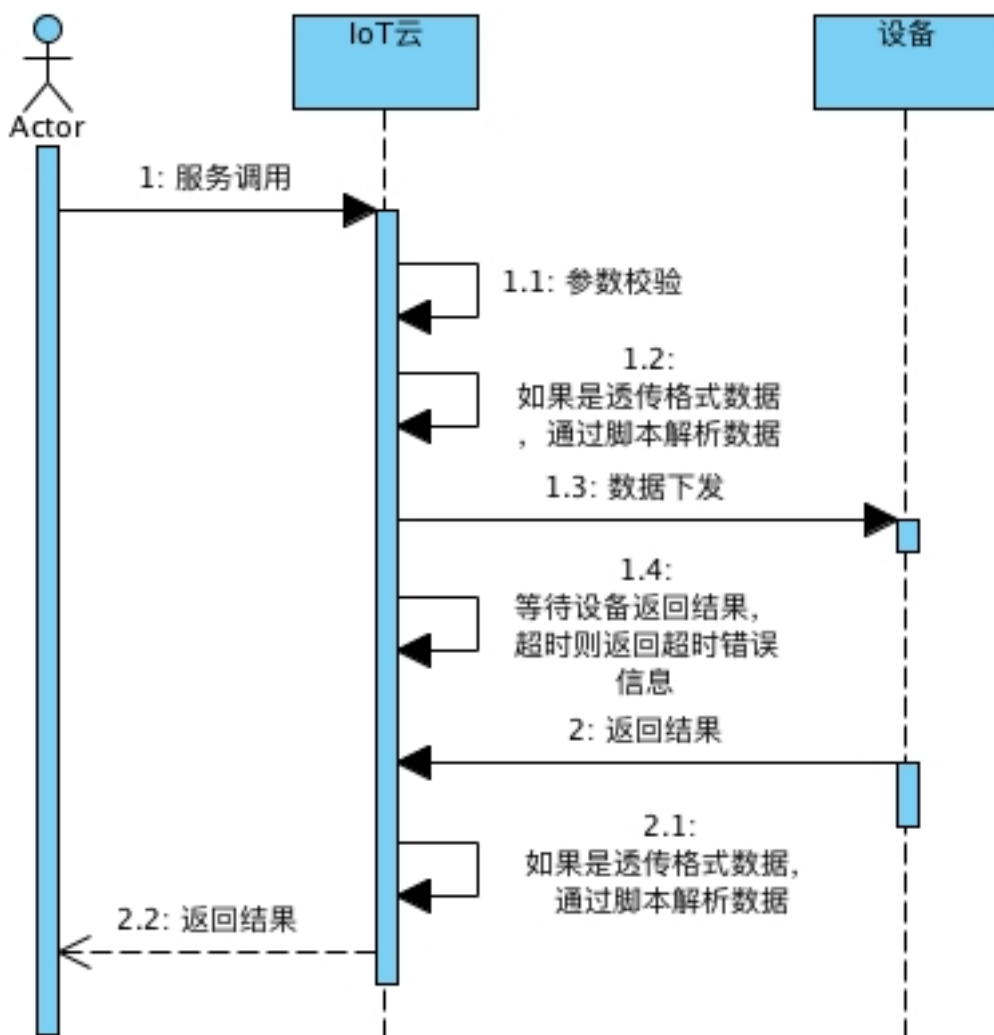 IoT云
设备
Actor
1: 服务调用
1.1: 参数校验
1.2:
如果是透传格式数据
，通过脚本解析数据
1.3: 数据下发
1.4:
等待设备返回结果，
超时则返回超时错误
信息
2: 返回结果
2.1:
如果是透传格式数据，
通过脚本解析数据
2.2: 返回结果